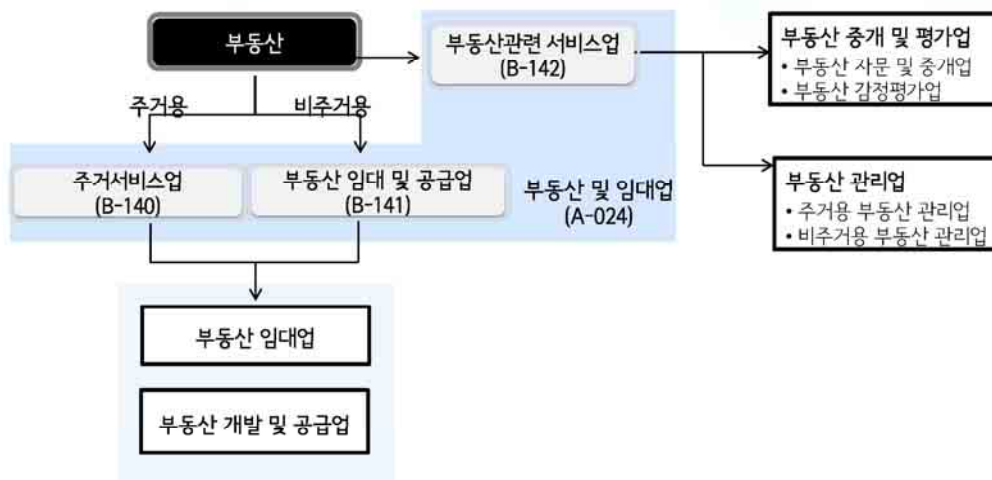 부동산
부동산관련 서비스업
(B-142)
부동산 중개 및 평가업
• 부동산 자문 및 중개업
• 부동산 감정평가업
주거용
비주거용
주거서비스업
(B-140)
부동산 임대 및 공급업
(B-141)
부동산 및 임대업
(A-024)
부동산 관리업
• 주거용 부동산 관리업
• 비주거용 부동산 관리업
부동산 임대업
부동산 개발 및 공급업